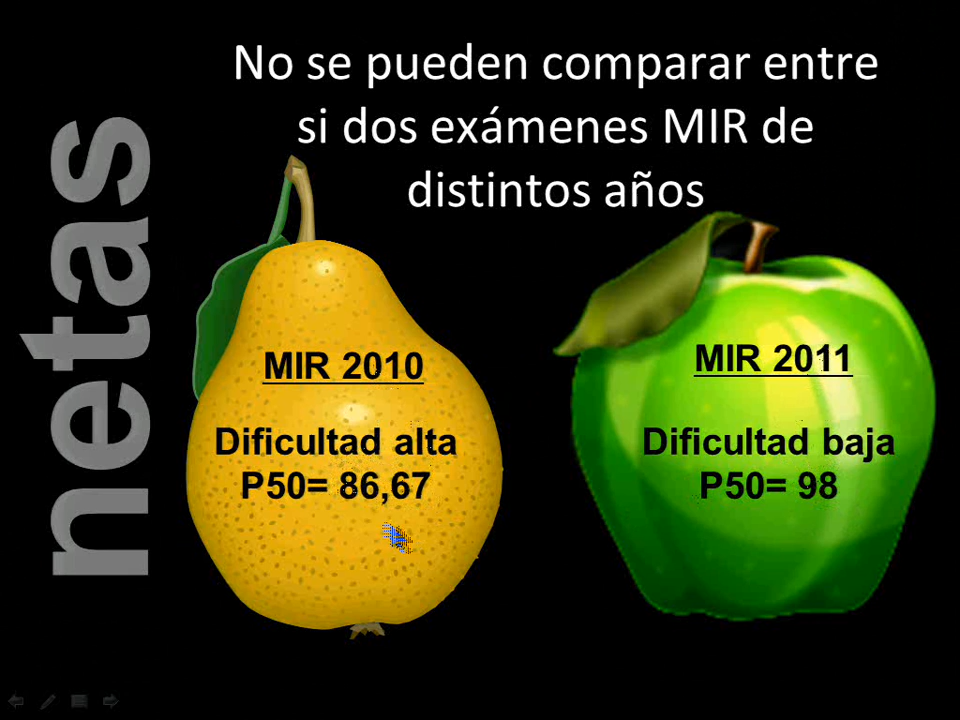 No se pueden comparar entre
si dos exámenes MIR de
distintos años
netas
MIR 2010
Dificultad alta
P50= 86,67
MIR 2011
Dificultad baja
P50= 98